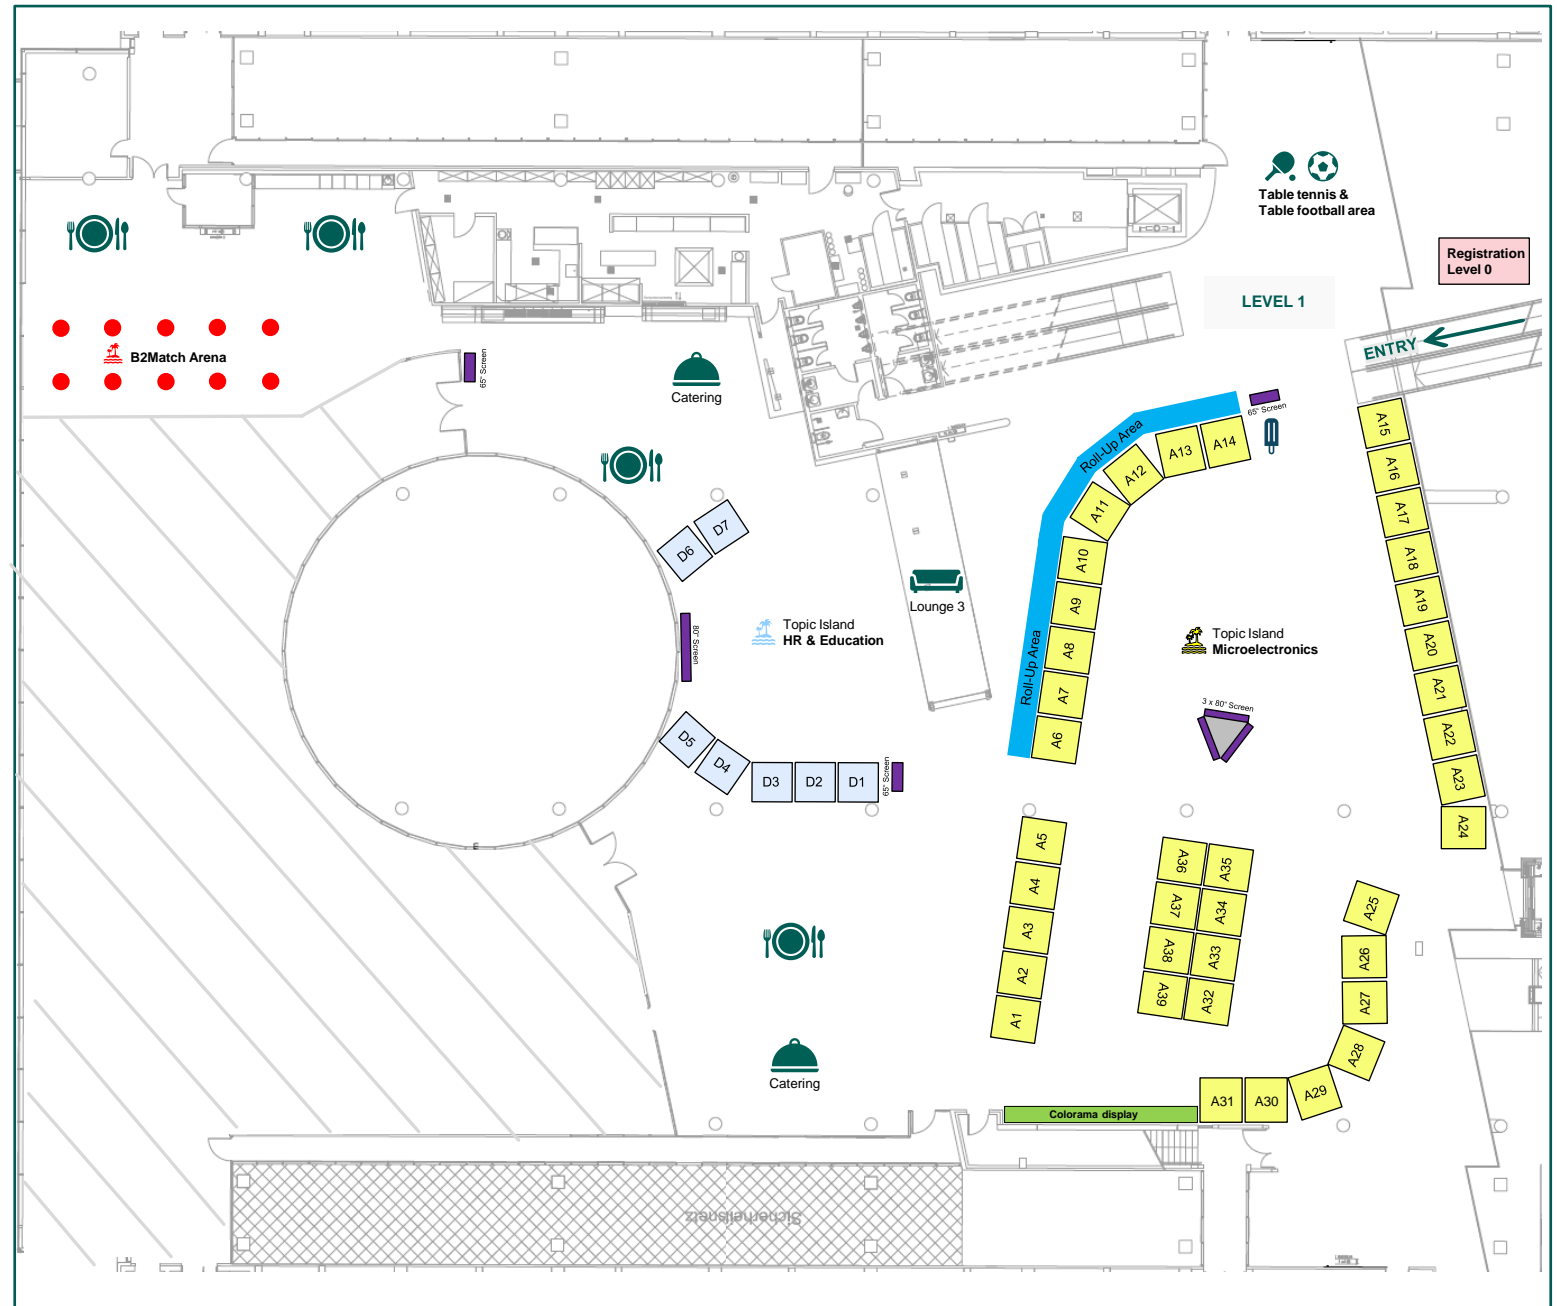 Table tennis &
Table football area
Registration
Level 0
LEVEL 1
ENTRY
B2Match Arena
65" Screen
Catering
65" Screen
Roll-Up Area
A14
A13
A12
A11
A10
A9
A8
A7
A6
Roll-Up Area
A15
A16
A17
A18
A19
A20
A21
A22
A23
A24
D7
D6
80" Screen
Topic Island
HR & Education
Lounge 3
Topic Island
Microelectronics
3 x 80" Screen
D5
D4
D3
D2
D1
65" Screen
A5
A4
A3
A2
A1
A36
A35
A37
A34
A38
A33
A39
A32
A25
A26
A27
A28
A29
A30
A31
Catering
Colorama display
Sicherheitsnetz